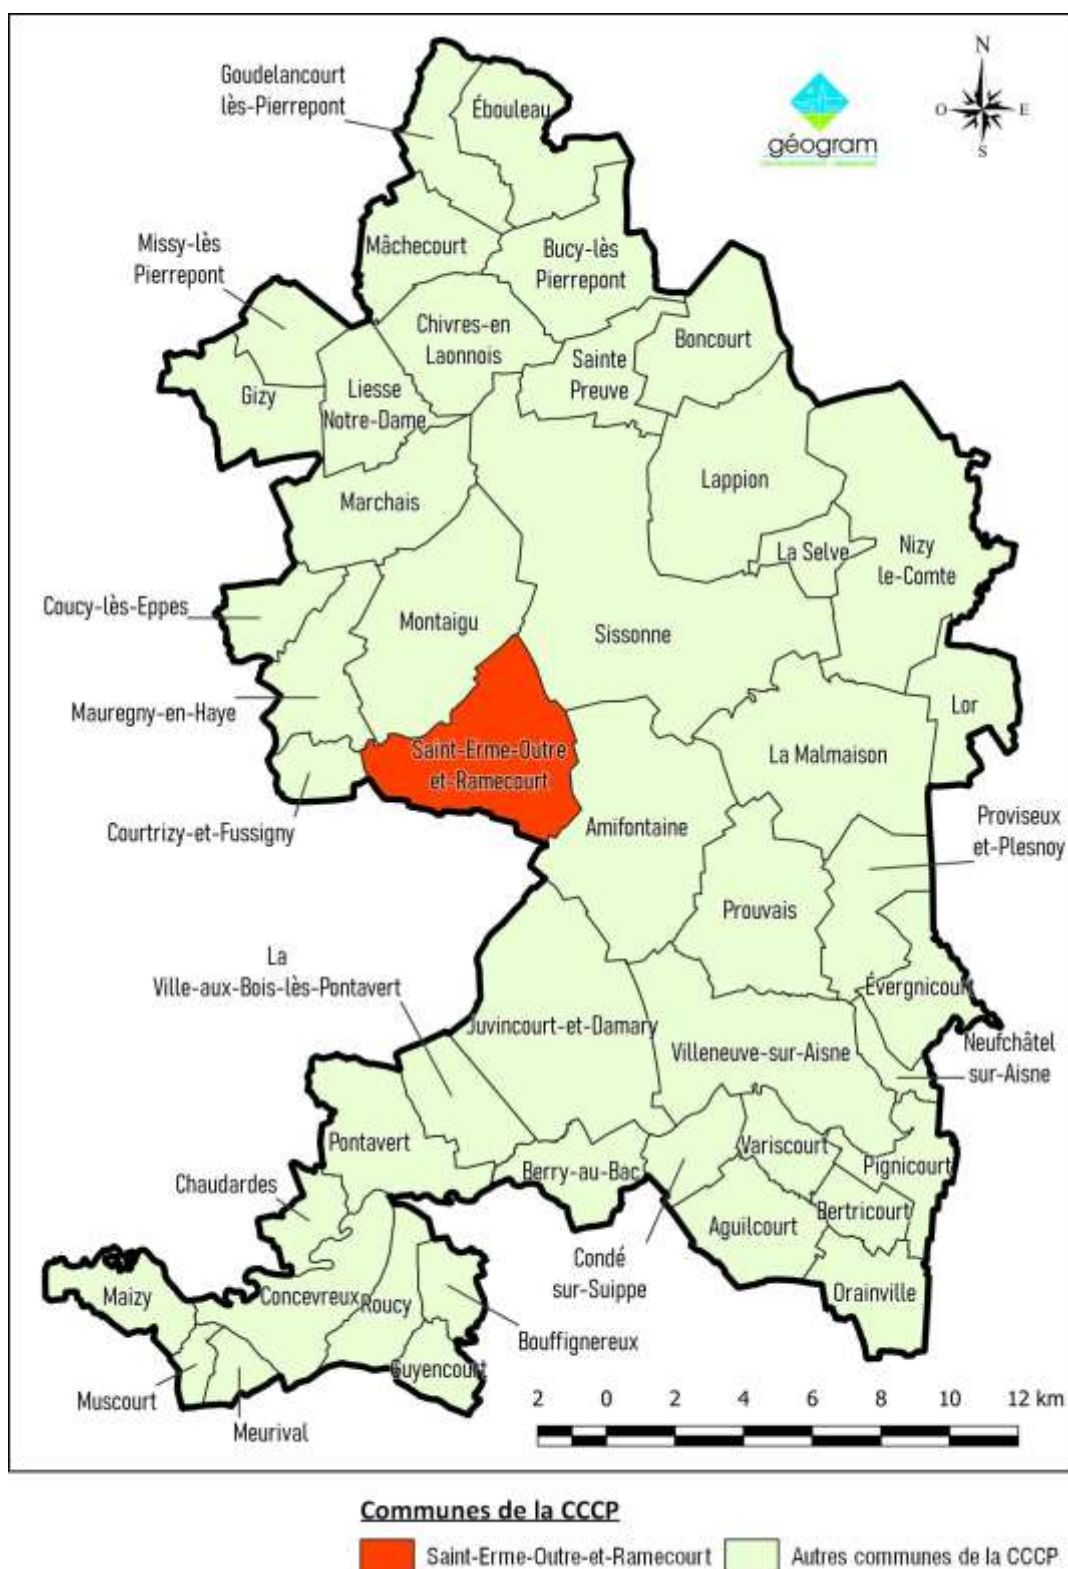 N
O
E
S
géogram
Goudelancourt
lès-Pierrepont
Ébouleau
Missy-lès
Pierrepont
Mâchecourt
Bucy-lès
Pierrepont
Chivres-en
Laonnois
Sainte
Preuve
Boncourt
Gizy
Liesse
Notre-Dame
Marchais
Lappion
La Selve
Nizy
le-Comte
Coucy-lès-Eppes
Montaigu
Sissonne
Mauregny-en-Haye
Lor
Saint-Erme-Outre
et-Ramecourt
La Malmaison
Courtrizy-et-Fussigny
Amifontaine
Proviseux
et-Plesnoy
Prouvais
La
Ville-aux-Bois-lès-Pontavert
Évergnicourt
Juvincourt-et-Damary
Villeneuve-sur-Aisne
Neufchâtel
sur-Aisne
Pontavert
Variscourt
Pignicourt
Chaudardes
Berry-au-Bac
Aguilcourt
Bertricourt
Condé
sur-Suippe
Orainville
Maizy
Concevreux
Roucy
Bouffignereux
Guyencourt
Muscourt
Meurival
2 0 2 4 6 8 10 12 km
Communes de la CCCP
Saint-Erme-Outre-et-Ramecourt
Autres communes de la CCCP